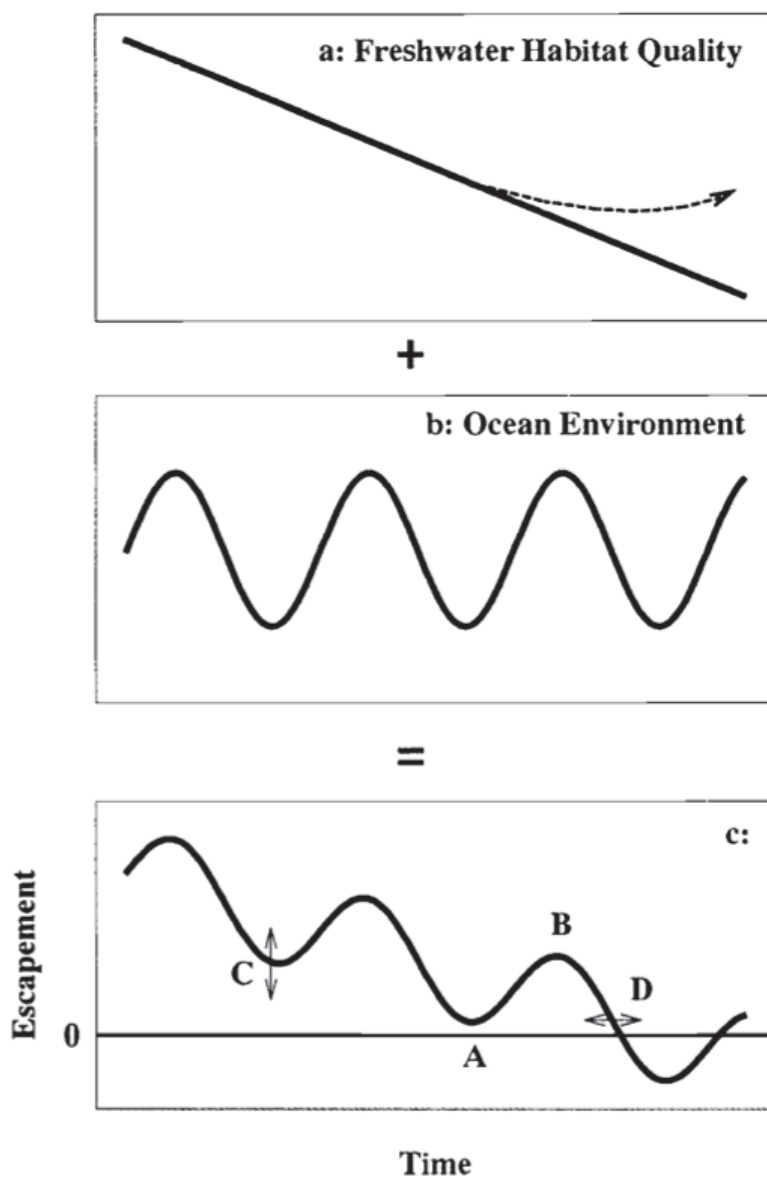 a: Freshwater Habitat Quality
+
b: Ocean Environment
=
c:
Escapement
B
C
D
0
A
Time